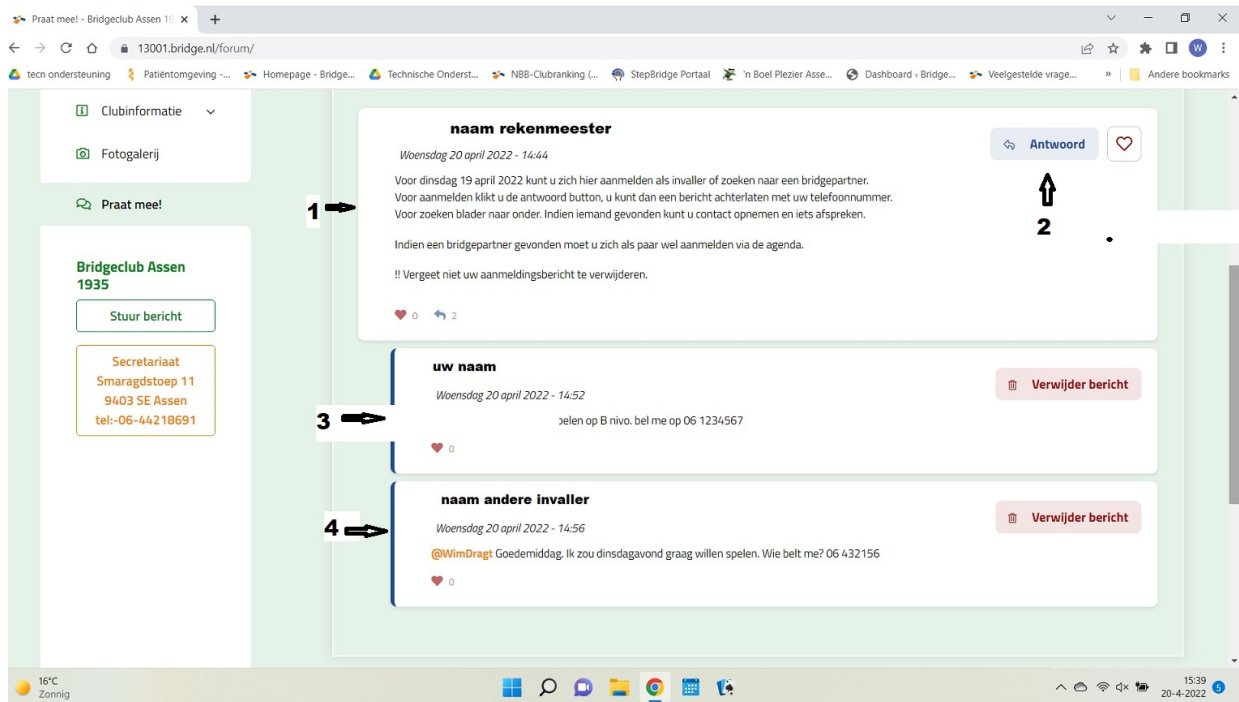 Praat mee! - Bridgeclub Assen 19
13001.bridge.nl/forum/
W
tecn ondersteuning Patiëntomgeving -... Homepage - Bridge... Technische Onderst... NBB-Clubranking (... StepBridge Portaal 'n Boel Plezier Asse... Dashboard ‹ Bridge... Veelgestelde vrage... » Andere bookmarks
Clubinformatie
Fotogalerij
Praat mee!
Bridgeclub Assen
1935
Stuur bericht
Secretariaat
Smaragdstoep 11
9403 SE Assen
tel:-06-44218691
naam rekenmeester
Woensdag 20 april 2022 - 14:44
Antwoord
1
2
Voor dinsdag 19 april 2022 kunt u zich hier aanmelden als invaller of zoeken naar een bridgepartner.
Voor aanmelden klikt u de antwoord button, u kunt dan een bericht achterlaten met uw telefoonnummer.
Voor zoeken blader naar onder. Indien iemand gevonden kunt u contact opnemen en iets afspreken.
Indien een bridgepartner gevonden moet u zich als paar wel aanmelden via de agenda.
!! Vergeet niet uw aanmeldingsbericht te verwijderen.
0 2
uw naam
Woensdag 20 april 2022 - 14:52
Verwijder bericht
3
op B nivo. bel me op 06 1234567
0
naam andere invaller
Woensdag 20 april 2022 - 14:56
Verwijder bericht
4
@WimDragt Goedemiddag. Ik zou dinsdagavond graag willen spelen. Wie belt me? 06 432156
0
16°C
Zonnig
15:39
20-4-2022
5